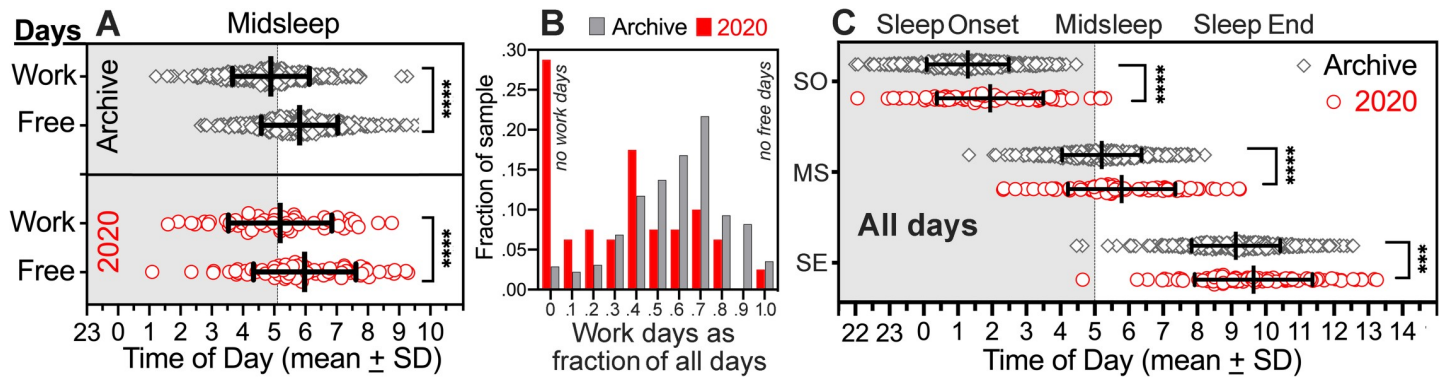 Days
A
Midsleep
Work
Free
Archive
****
Work
Free
2020
****
23 0 1 2 3 4 5 6 7 8 9 10
Time of Day (mean ± SD)
B
Archive 2020
Fraction of sample
.30
.25
.20
.15
.10
.05
.00
no work days
no free days
0 .1 .2 .3 .4 .5 .6 .7 .8 .9 1.0
Work days as
fraction of all days
C
Sleep Onset Midsleep Sleep End
SO
MS
SE
Archive
2020
****
****
***
All days
22 23 0 1 2 3 4 5 6 7 8 9 10 11 12 13 14
Time of Day (mean ± SD)